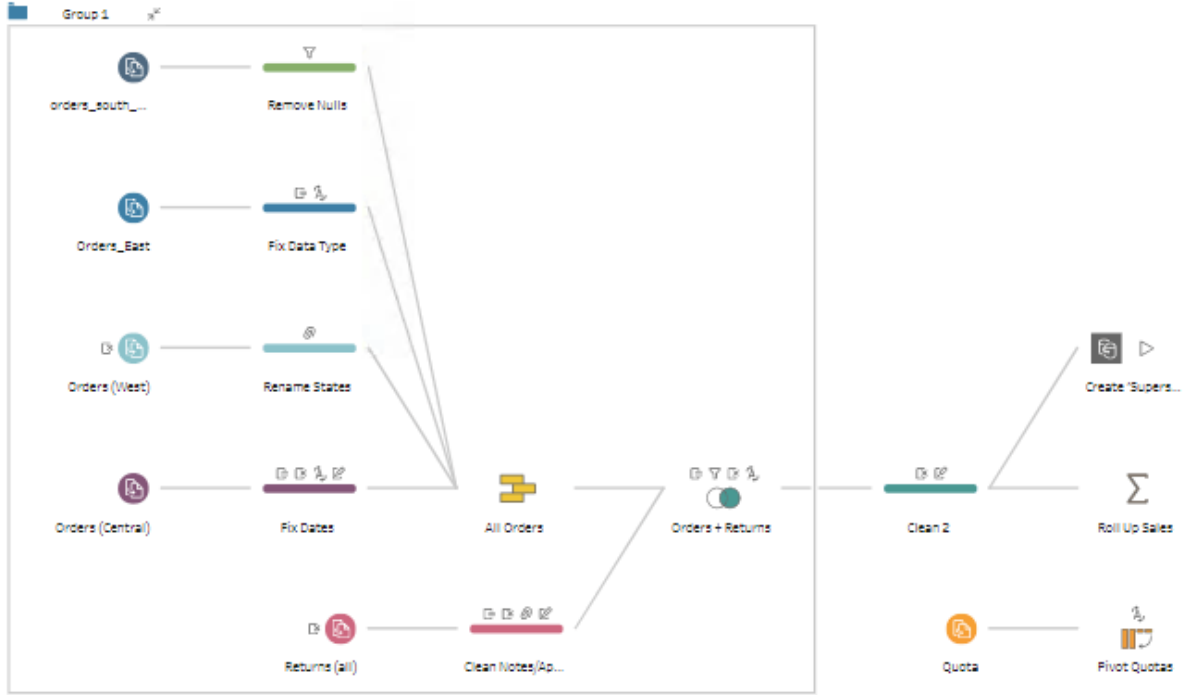 Group 1
orders_south_...
Remove Nulls
Orders_East
Fix Data Type
Orders (West)
Rename States
Create 'Supers...
Orders (Central)
Fix Dates
All Orders
Orders + Returns
Clean 2
Roll Up Sales
Returns (all)
Clean Notes/Ap...
Quota
Pivot Quotas